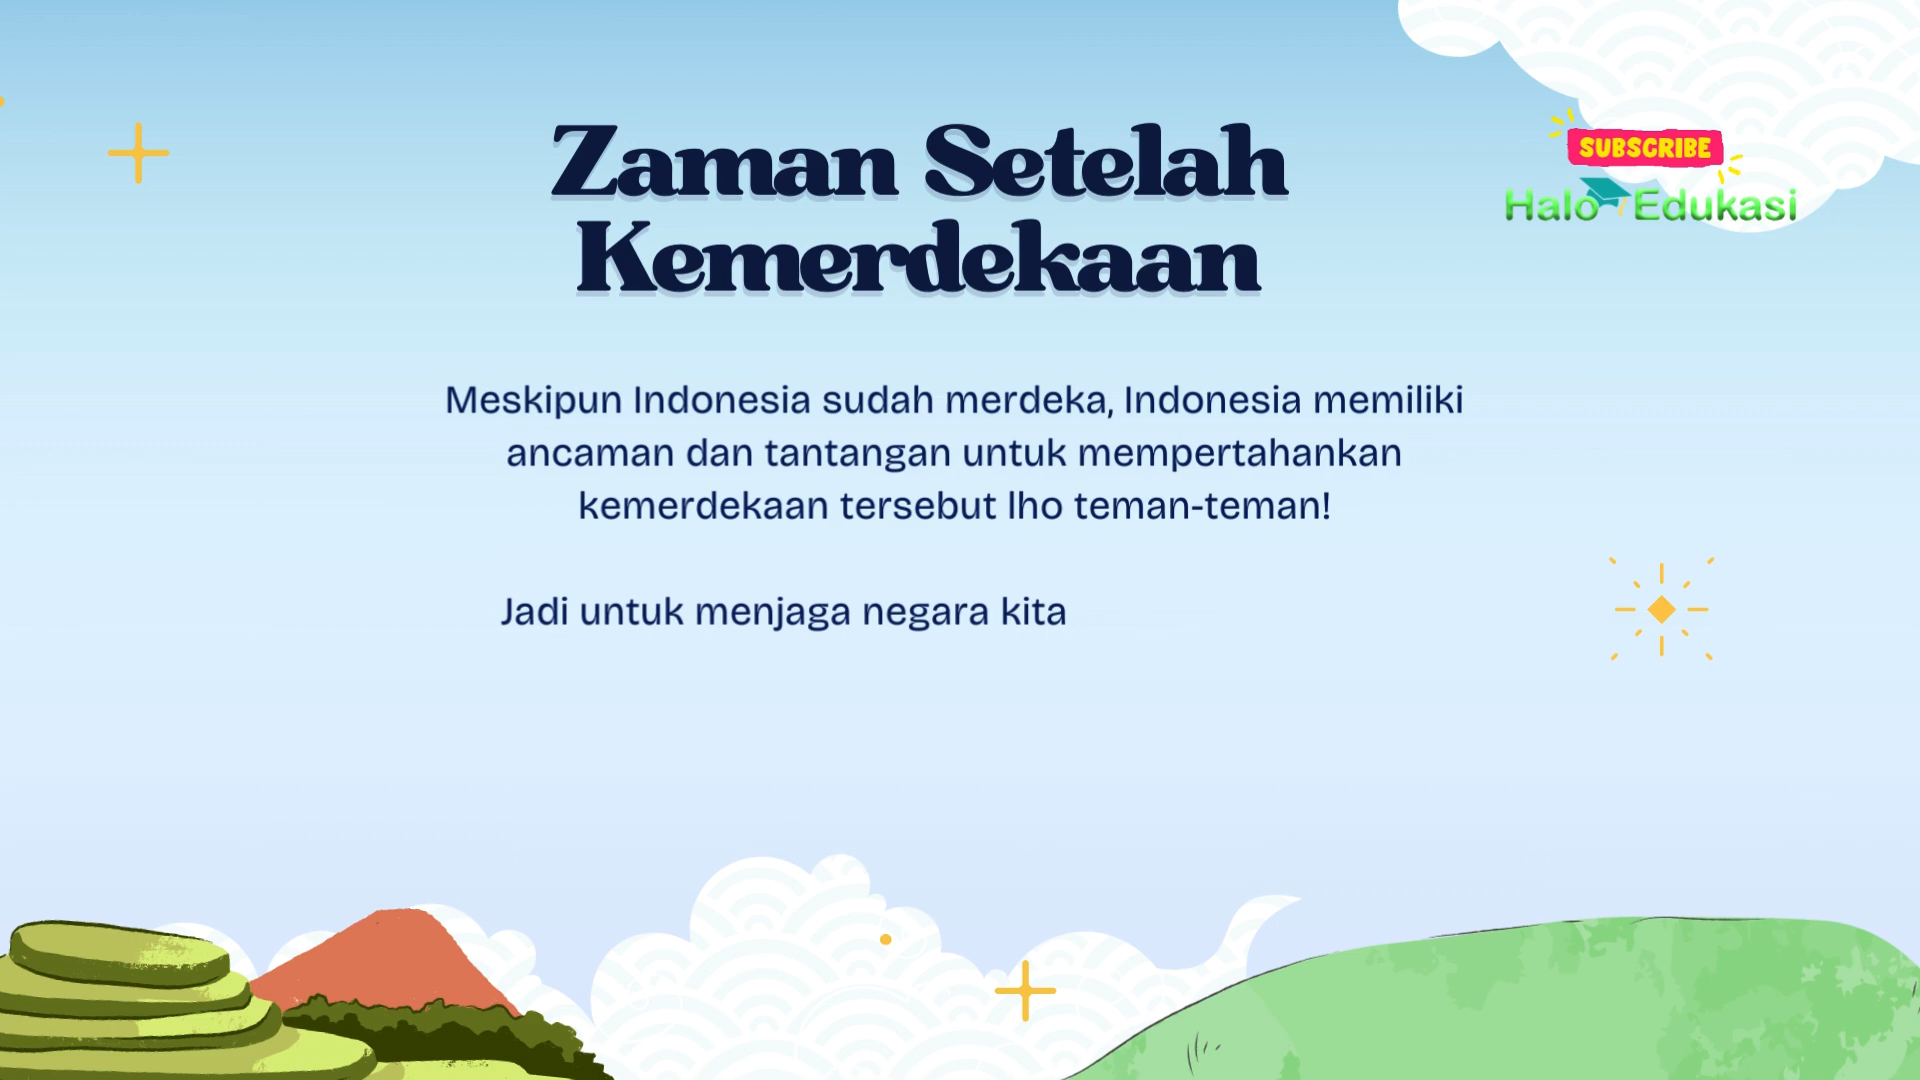 Zaman Setelah
Kemerdekaan
SUBSCRIBE
Halo Edukasi
Meskipun Indonesia sudah merdeka, Indonesia memiliki
ancaman dan tantangan untuk mempertahankan
kemerdekaan tersebut lho teman-teman!
Jadi untuk menjaga negara kita